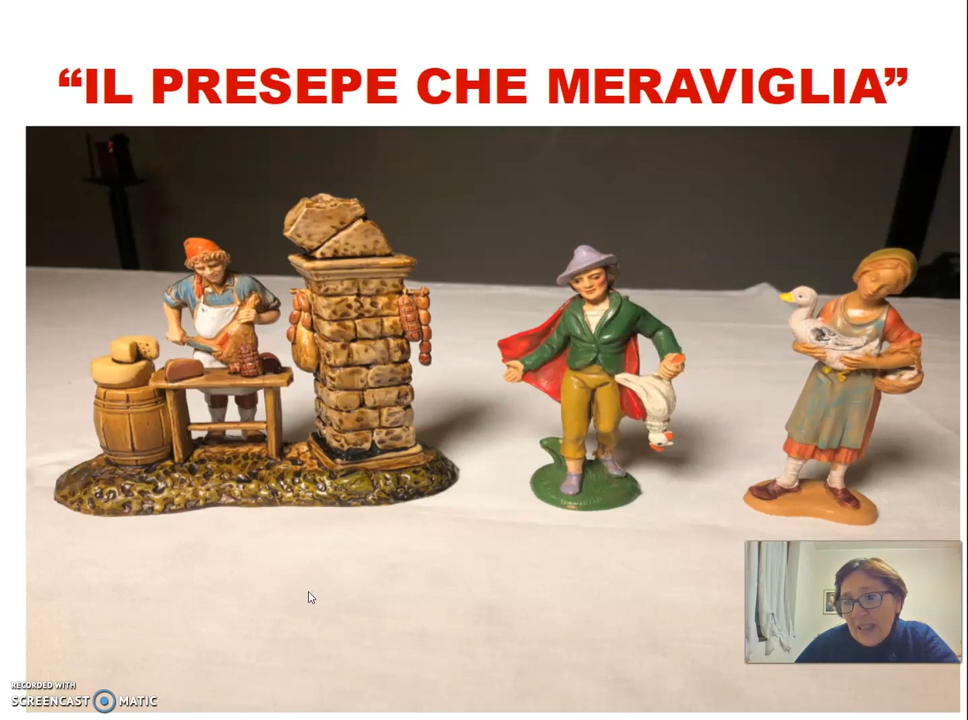 “IL PRESEPE CHE MERAVIGLIA”
RECORDED WITH
SCREENCAST MATIC